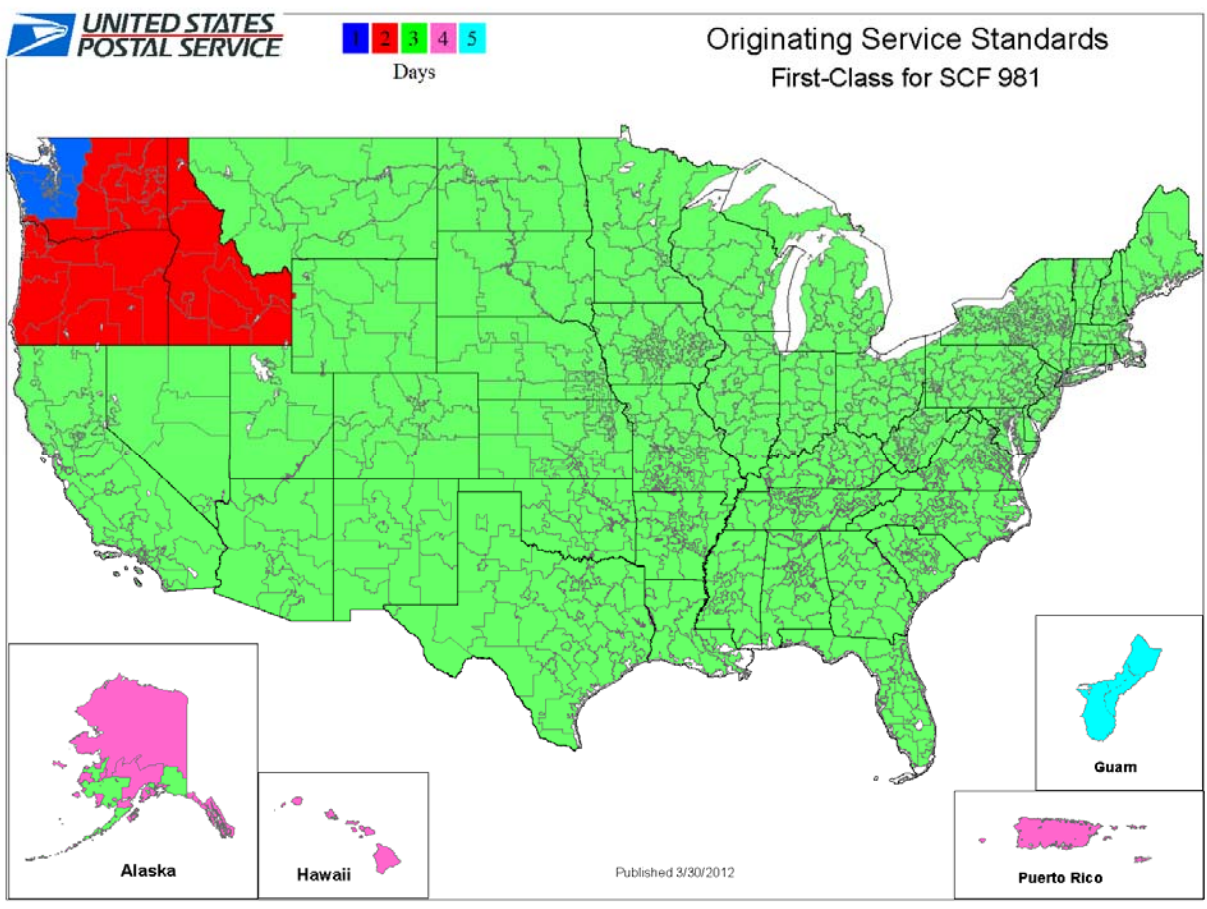 UNITED STATES
POSTAL SERVICE
1 2 3 4 5
Days
Originating Service Standards
First-Class for SCF 981
Guam
Alaska
Hawaii
Published 3/30/2012
Puerto Rico